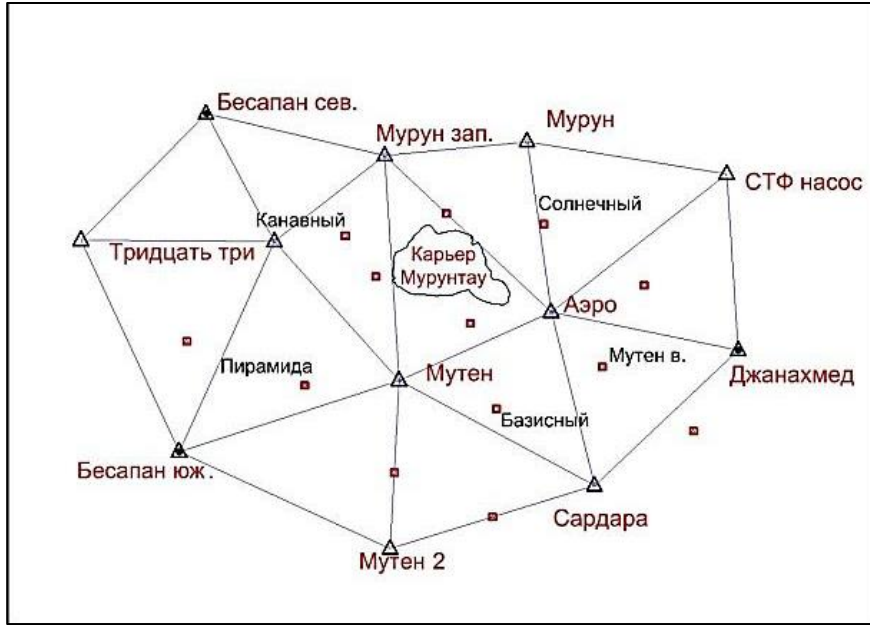 Бесапан сев.
Мурун зап.
Мурун
СТФ насос
Канавный
Солнечный
Тридцать три
Карьер
Мурунтау
Аэро
Пирамида
Мутен
Мутен в.
Джанахмед
Базисный
Бесапан юж.
Сардара
Мутен 2